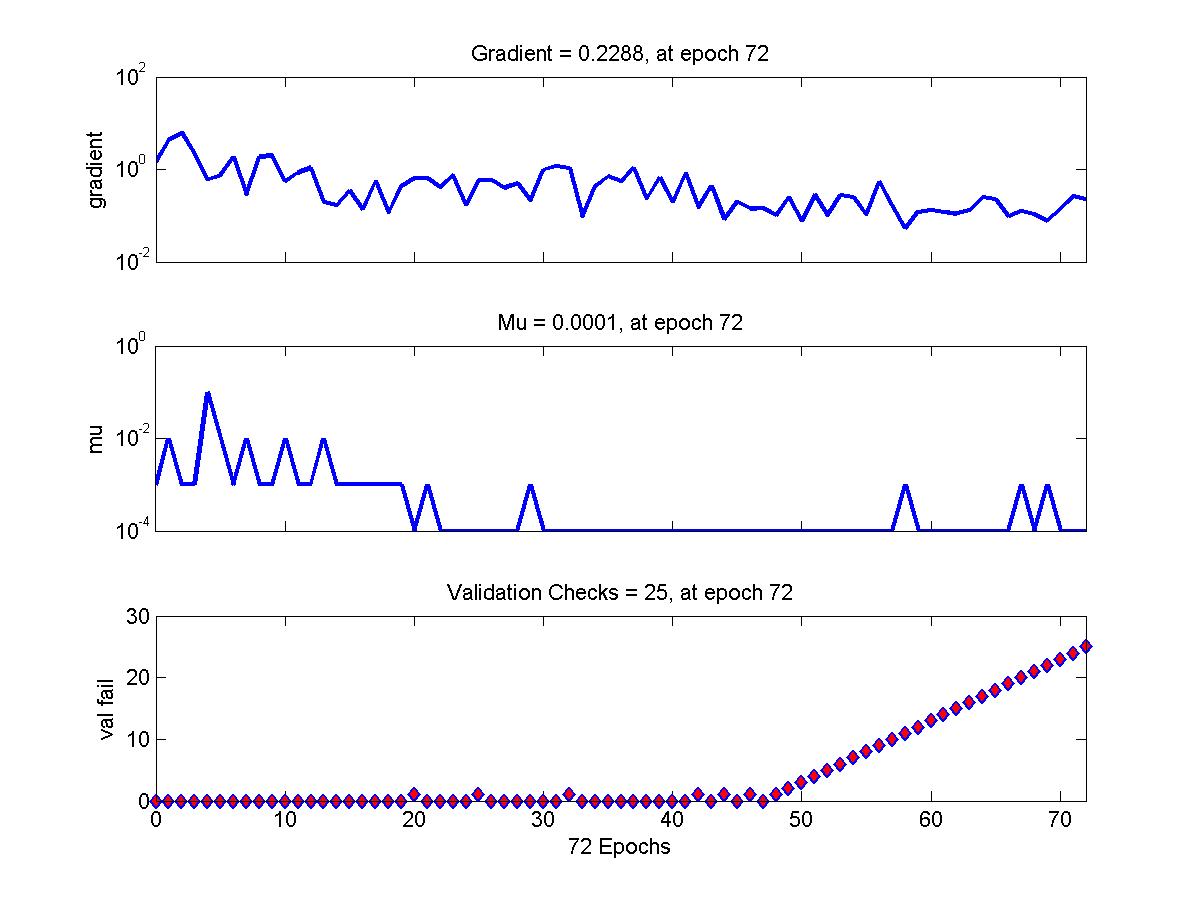 Gradient = 0.2288, at epoch 72
10^2
10^0
10^-2
gradient
Mu = 0.0001, at epoch 72
10^0
10^-2
10^-4
mu
Validation Checks = 25, at epoch 72
30
20
10
0
val fail
0 10 20 30 40 50 60 70
72 Epochs